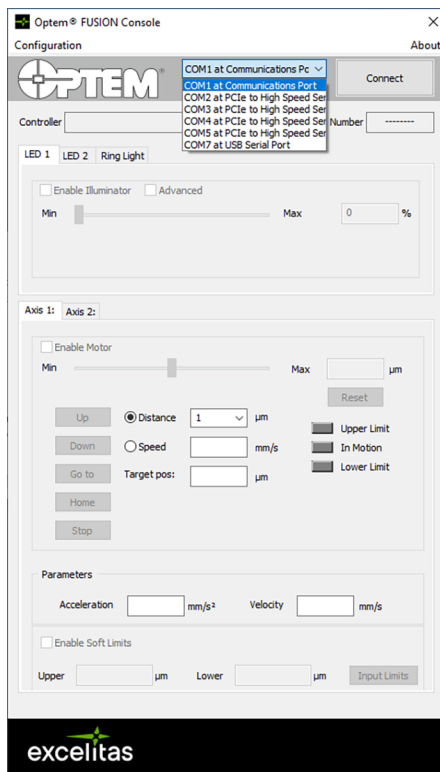 Optem® FUSION Console
Configuration
About
OPTEM®
COM1 at Communications Pc
Connect
COM1 at Communications Port
COM2 at PCIe to High Speed Ser
COM3 at PCIe to High Speed Ser
COM4 at PCIe to High Speed Ser
COM5 at PCIe to High Speed Ser
COM7 at USB Serial Port
Controller
Number
--------
LED 1 LED 2 Ring Light
Enable Illuminator Advanced
Min Max 0 %
Axis 1: Axis 2:
Enable Motor
Min Max µm
Reset
Up Distance 1 µm Upper Limit
Down Speed mm/s In Motion
Go to Target pos: µm Lower Limit
Home
Stop
Parameters
Acceleration mm/s² Velocity mm/s
Enable Soft Limits
Upper µm Lower µm Input Limits
excelitas